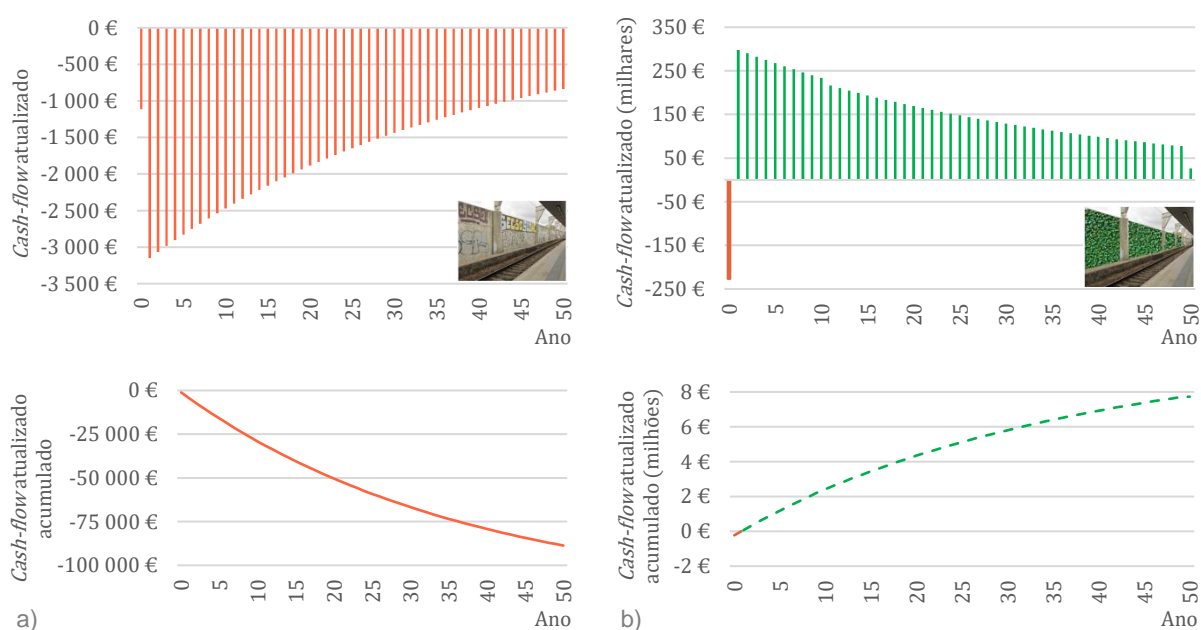 Cash-flow atualizado
0 €
-500 €
-1 000 €
-1 500 €
-2 000 €
-2 500 €
-3 000 €
-3 500 €
0
5
10
15
20
25
30
35
40
45
50
Ano
Cash-flow atualizado (milhares)
350 €
250 €
150 €
50 €
-50 €
-150 €
-250 €
0
5
10
15
20
25
30
35
40
45
50
Ano
Cash-flow atualizado
acumulado
0 €
-25 000 €
-50 000 €
-75 000 €
-100 000 €
0
5
10
15
20
25
30
35
40
45
50
Ano
a)
Cash-flow atualizado
acumulado (milhões)
8 €
6 €
4 €
2 €
0 €
-2 €
0
5
10
15
20
25
30
35
40
45
50
Ano
b)